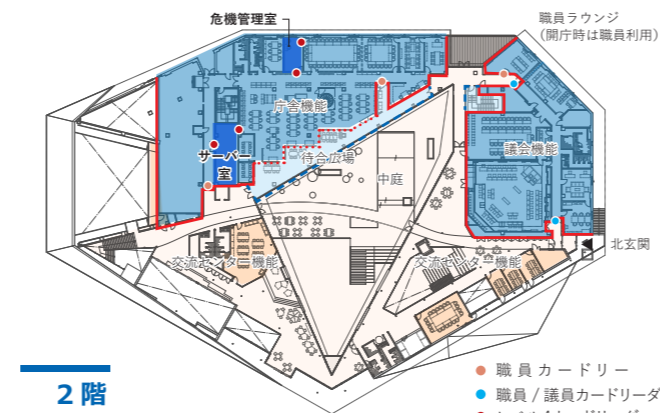 危機管理室
職員ラウンジ
(開庁時は職員利用)
庁舎機能
サーバー
室
待合広場
中庭
議会機能
北玄関
交流センター機能
交流センター機能
2階
職員カードリー
職員/議員カードリーダ